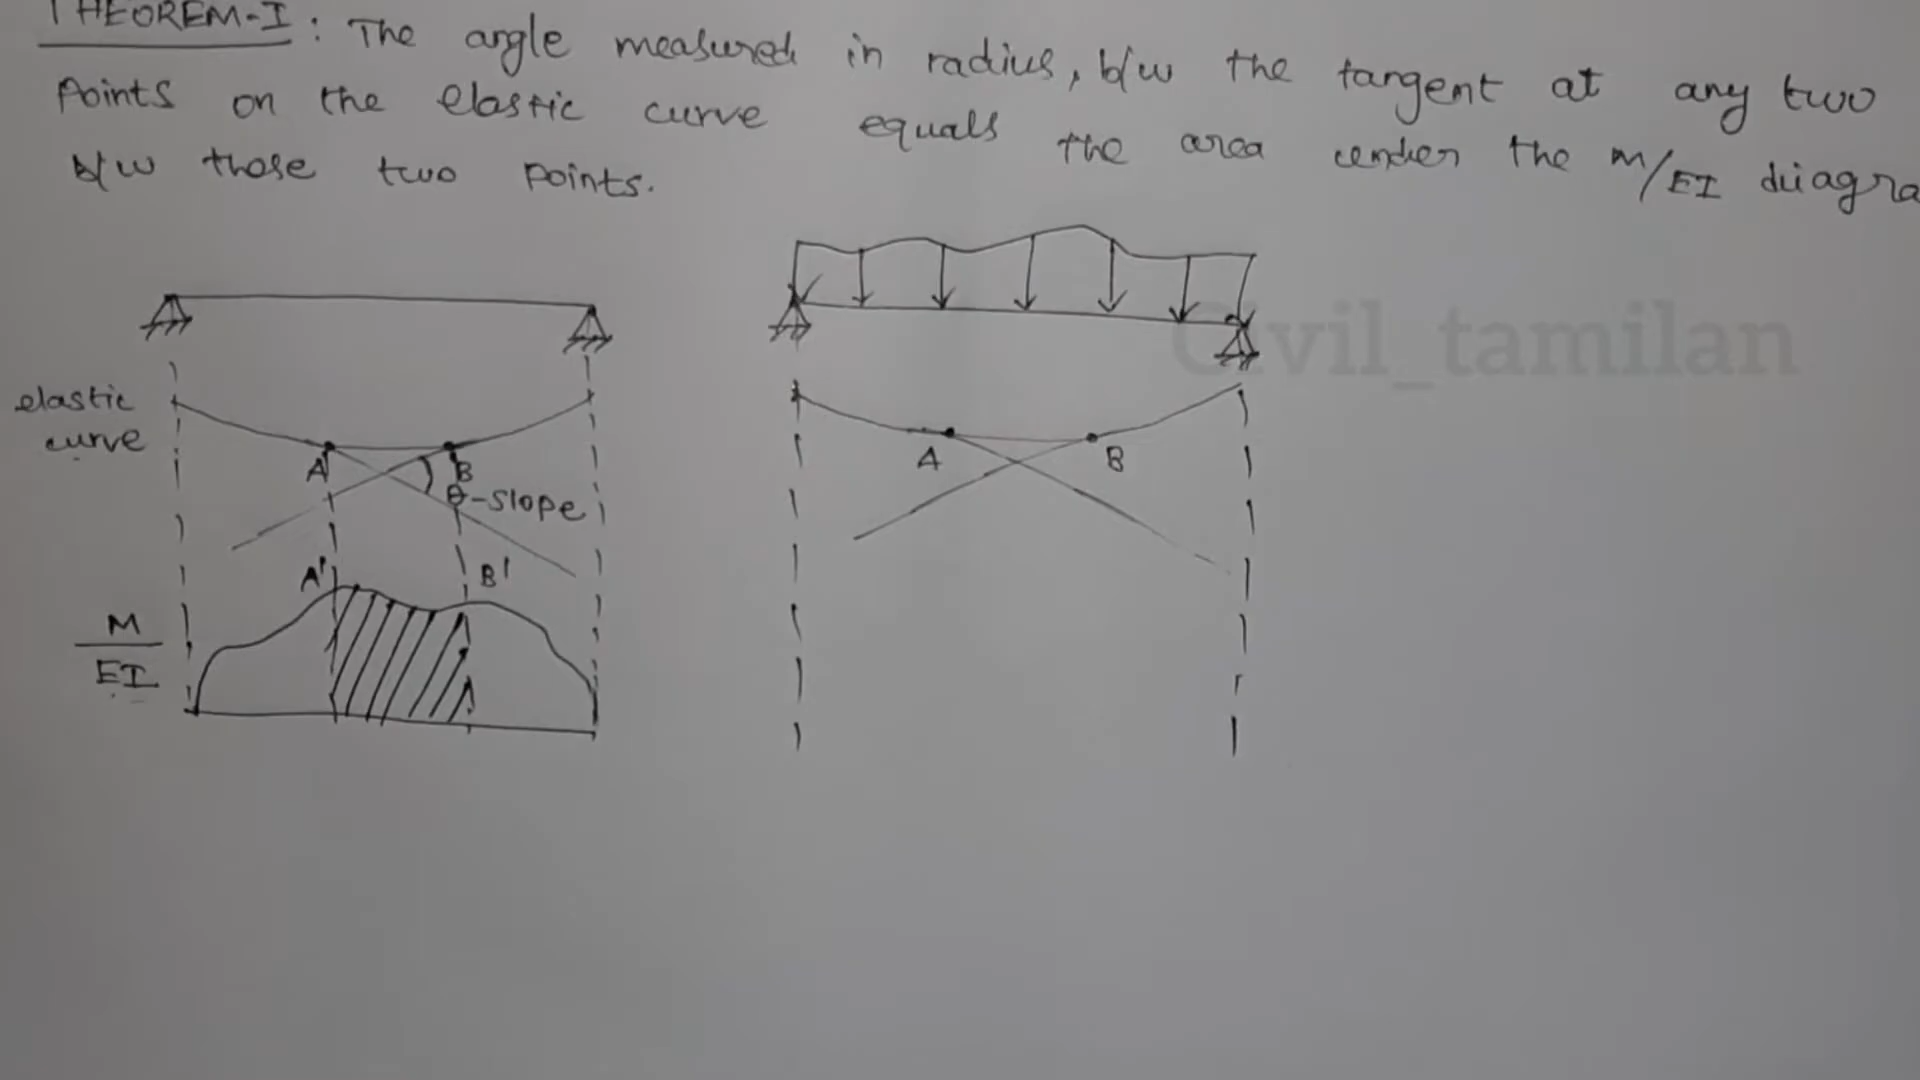 THEOREM-I : The angle measured in radius, b/w the tangent at any two
Points on the elastic curve equals the area under the M/EI diagra
b/w those two points.
Civil_tamilan
elastic
curve
A
B
θ-slope
A
B
A'
B'
M
EI